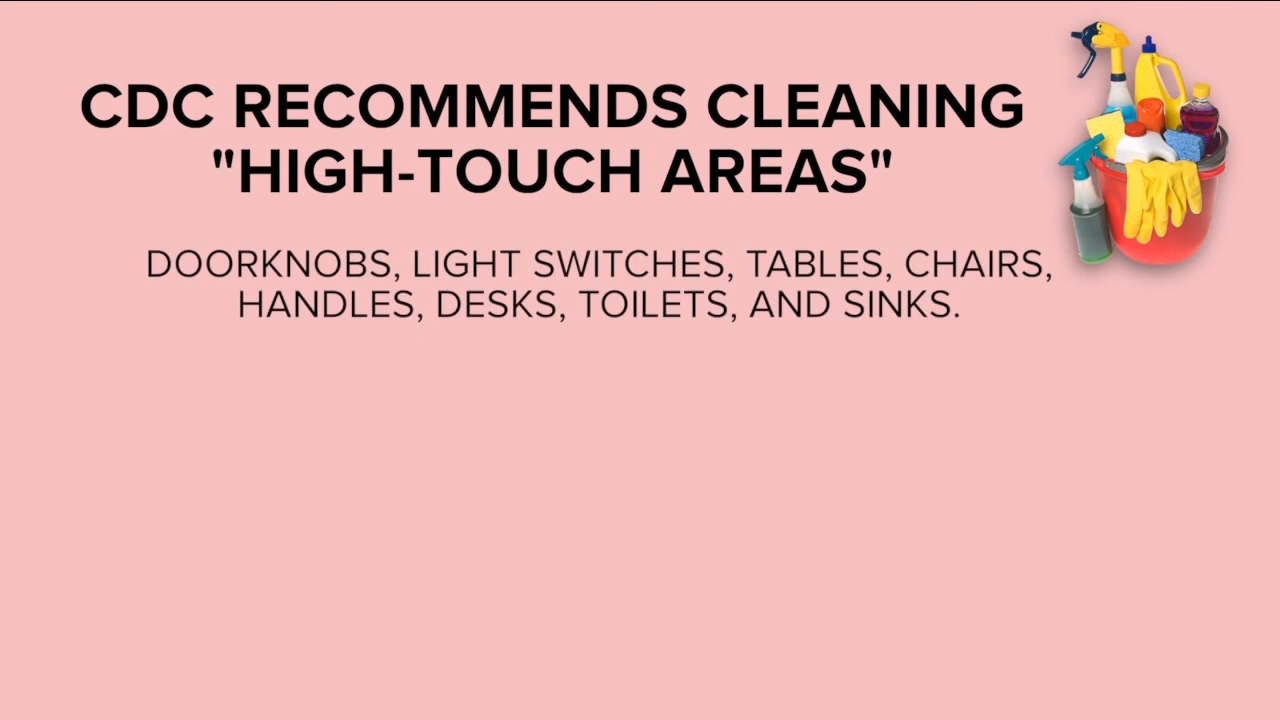 CDC RECOMMENDS CLEANING
"HIGH-TOUCH AREAS"
DOORKNOBS, LIGHT SWITCHES, TABLES, CHAIRS,
HANDLES, DESKS, TOILETS, AND SINKS.